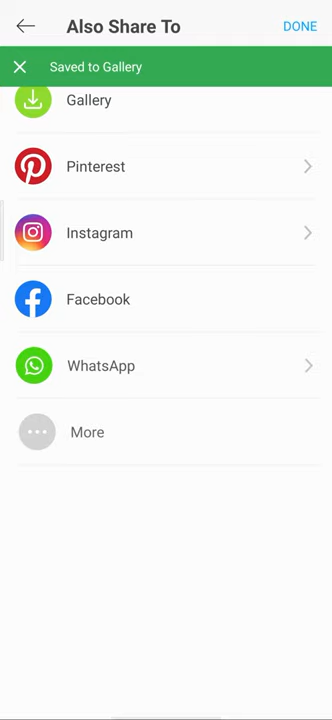 Also Share To
DONE
Saved to Gallery
Gallery
Pinterest
Instagram
Facebook
WhatsApp
More